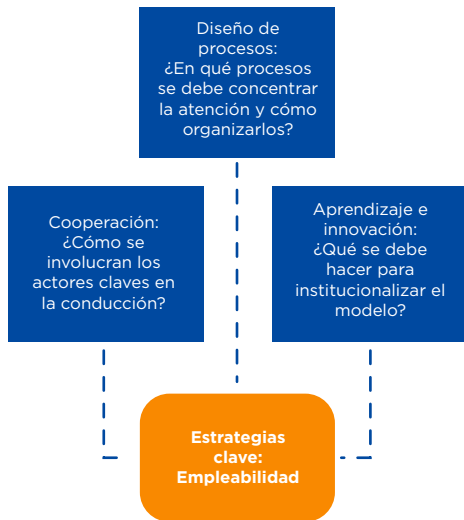 Diseño de
procesos:
¿En qué procesos
se debe concentrar
la atención y cómo
organizarlos?
Cooperación:
¿Cómo se
involucran los
actores claves en
la conducción?
Aprendizaje e
innovación:
¿Qué se debe
hacer para
institucionalizar el
modelo?
Estrategias
clave:
Empleabilidad